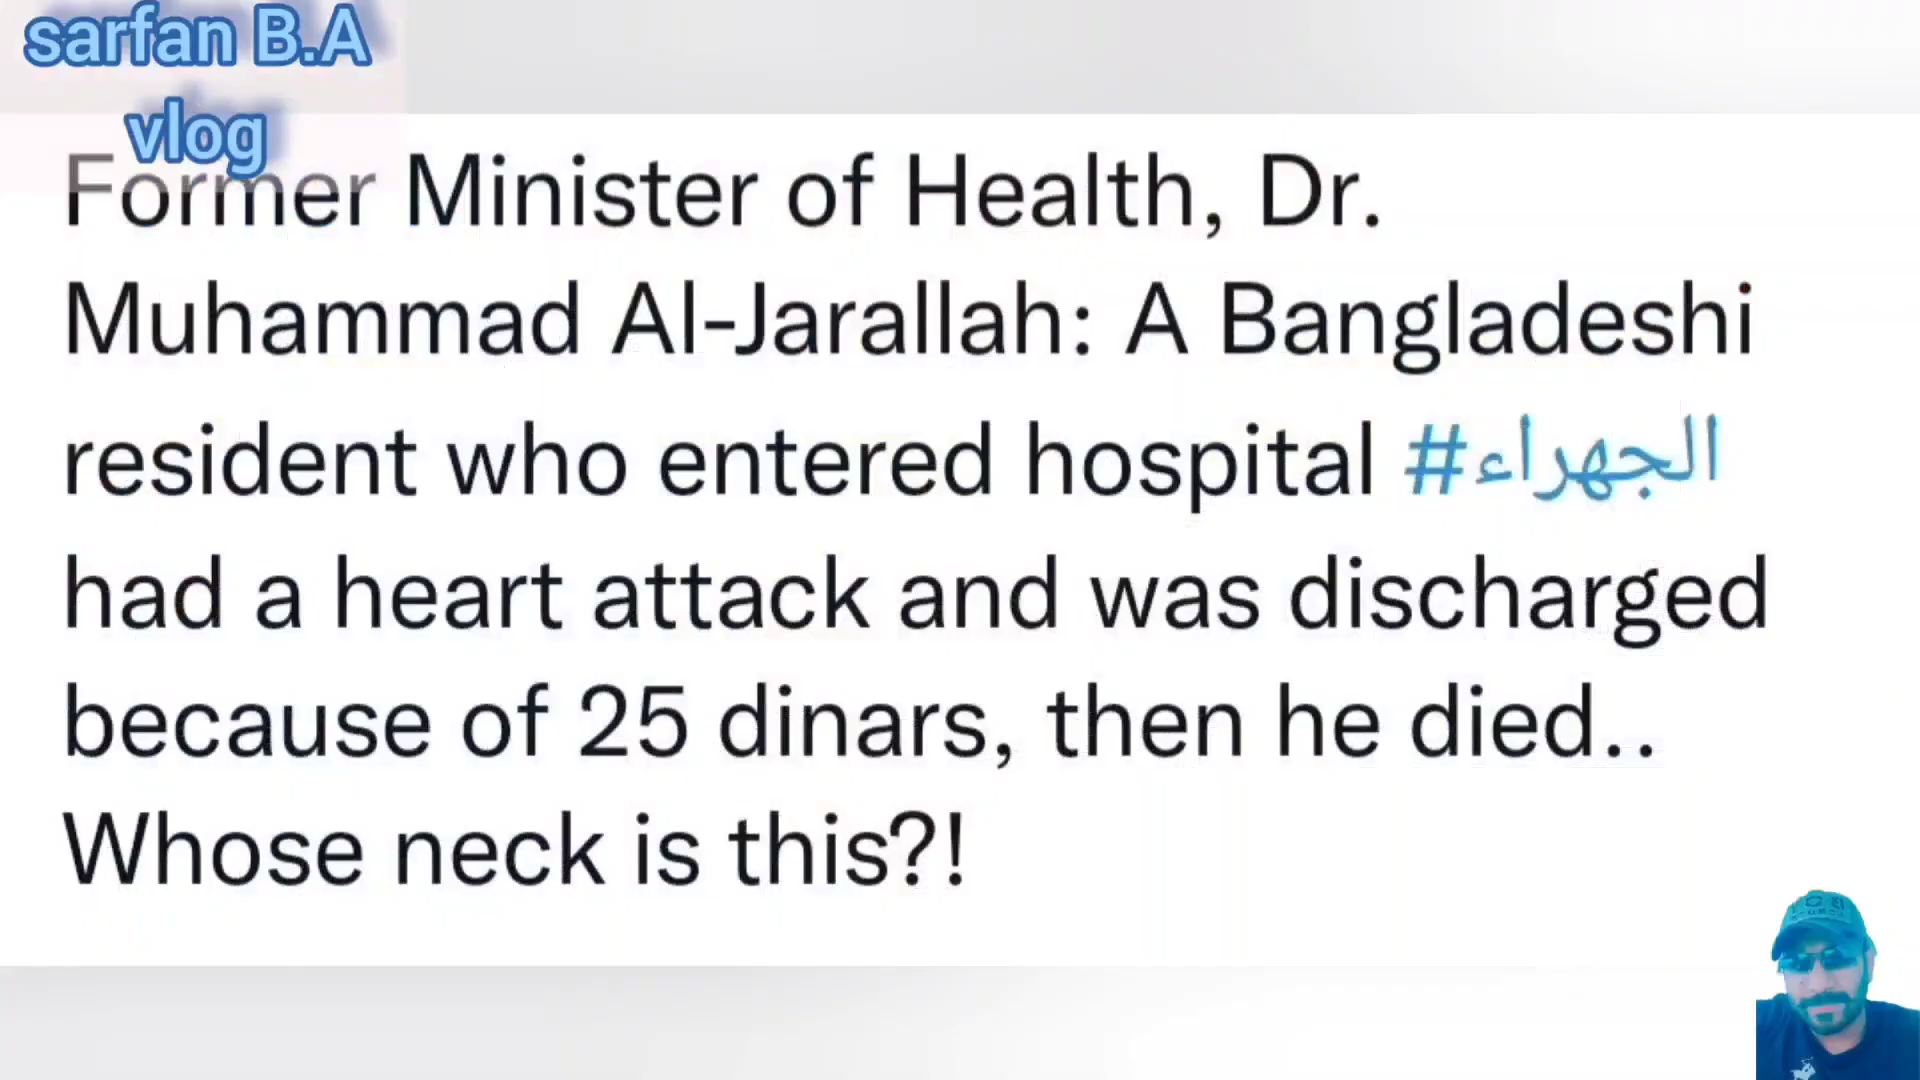 sarfan B.A
vlog
Former Minister of Health, Dr.
Muhammad Al-Jarallah: A Bangladeshi
resident who entered hospital #الجهراء
had a heart attack and was discharged
because of 25 dinars, then he died..
Whose neck is this?!